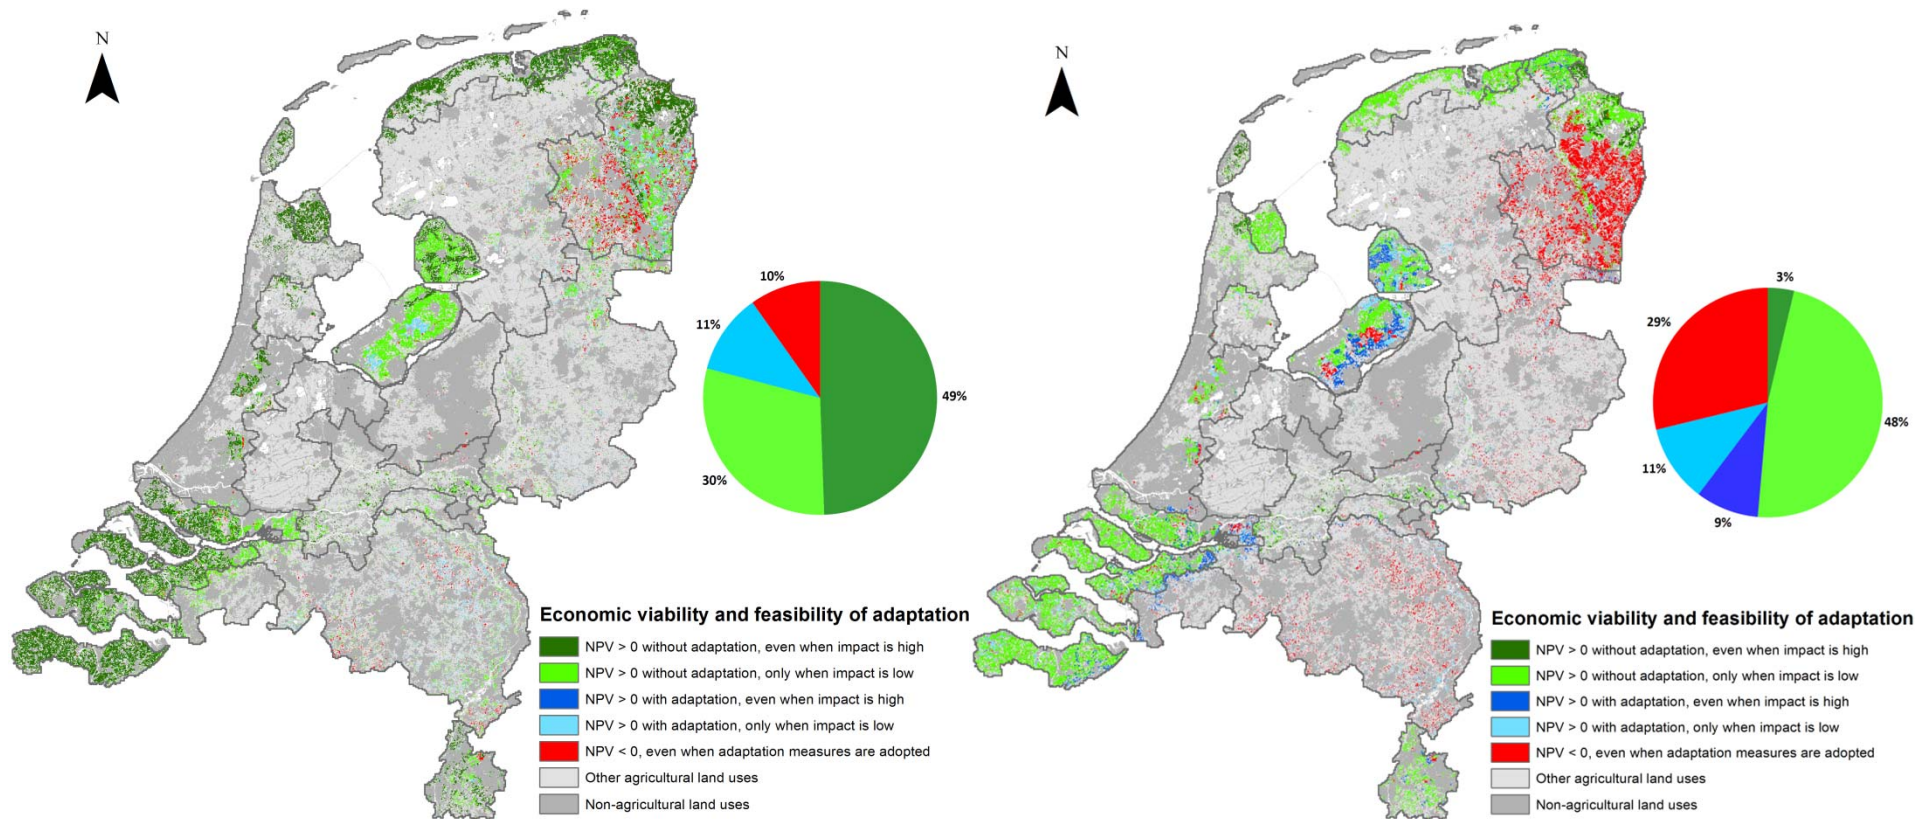 N
10%
11%
49%
30%
Economic viability and feasibility of adaptation
NPV > 0 without adaptation, even when impact is high
NPV > 0 without adaptation, only when impact is low
NPV > 0 with adaptation, even when impact is high
NPV > 0 with adaptation, only when impact is low
NPV < 0, even when adaptation measures are adopted
Other agricultural land uses
Non-agricultural land uses
N
3%
29%
48%
11%
9%
Economic viability and feasibility of adaptation
NPV > 0 without adaptation, even when impact is high
NPV > 0 without adaptation, only when impact is low
NPV > 0 with adaptation, even when impact is high
NPV > 0 with adaptation, only when impact is low
NPV < 0, even when adaptation measures are adopted
Other agricultural land uses
Non-agricultural land uses